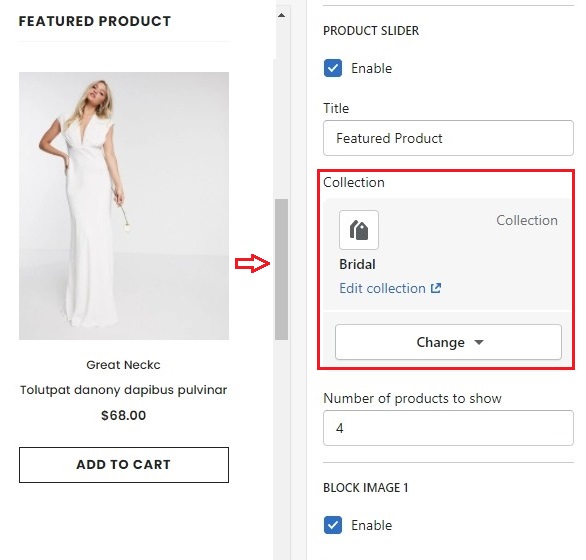 FEATURED PRODUCT
Great Neckc
Tolutpat danony dapibus pulvinar
$68.00
ADD TO CART
PRODUCT SLIDER
Enable
Title
Featured Product
Collection
Collection
Bridal
Edit collection
Change
Number of products to show
4
BLOCK IMAGE 1
Enable